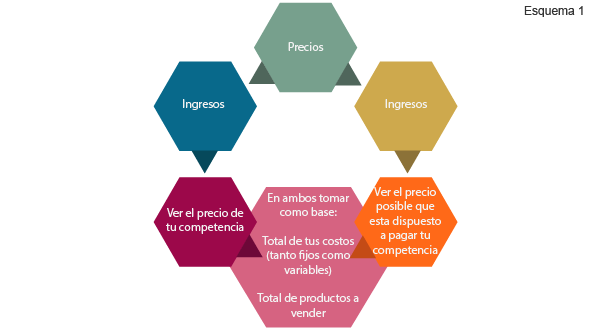 Esquema 1
Precios
Ingresos
Ingresos
Ver el precio de
tu competencia
En ambos tomar
como base:
Total de tus costos
(tanto fijos como
variables)
Total de productos a
vender
Ver el precio
posible que
esta dispuesto
a pagar tu
competencia